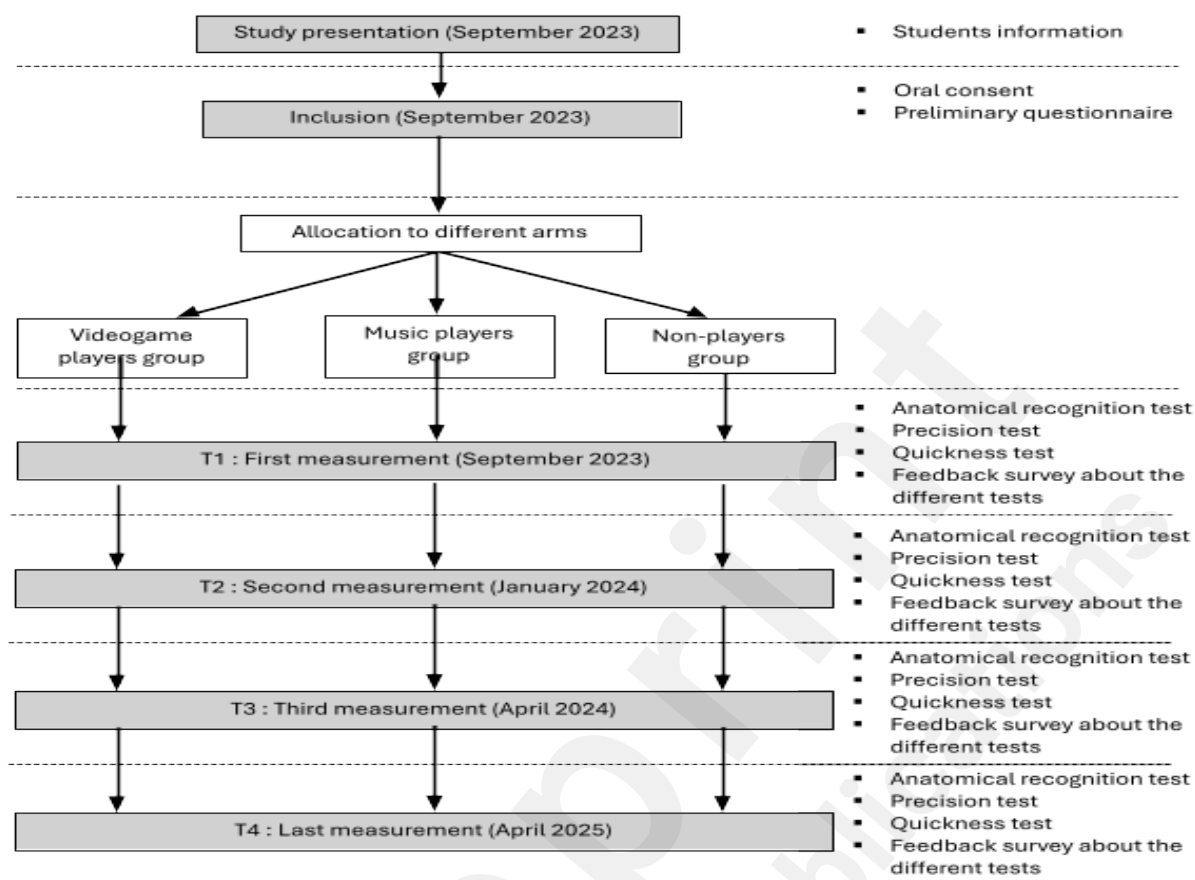 Study presentation (September 2023)
▪ Students information
Inclusion (September 2023)
▪ Oral consent
▪ Preliminary questionnaire
Allocation to different arms
Videogame
players group
Music players
group
Non-players
group
T1 : First measurement (September 2023)
▪ Anatomical recognition test
▪ Precision test
▪ Quickness test
▪ Feedback survey about the
different tests
T2 : Second measurement (January 2024)
▪ Anatomical recognition test
▪ Precision test
▪ Quickness test
▪ Feedback survey about the
different tests
T3 : Third measurement (April 2024)
▪ Anatomical recognition test
▪ Precision test
▪ Quickness test
▪ Feedback survey about the
different tests
T4 : Last measurement (April 2025)
▪ Anatomical recognition test
▪ Precision test
▪ Quickness test
▪ Feedback survey about the
different tests